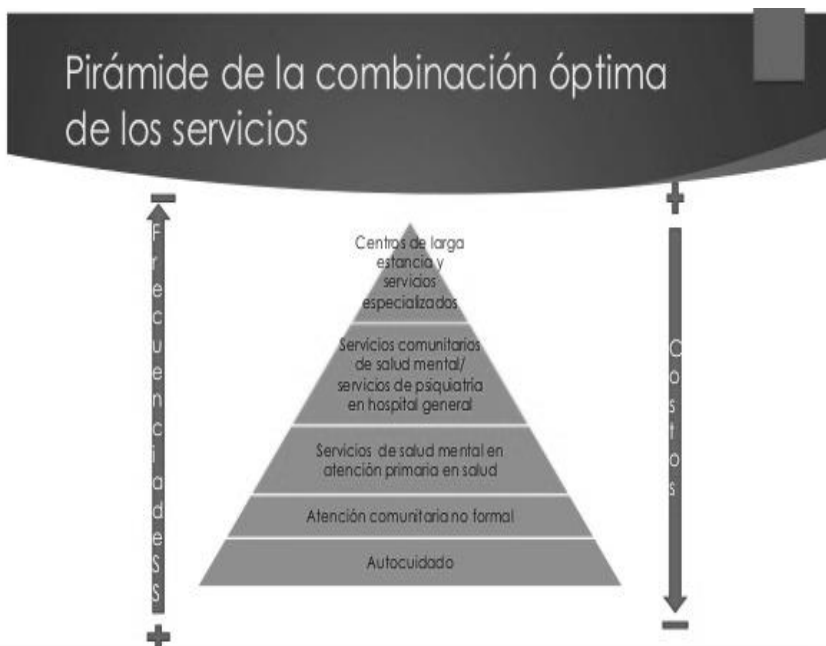 Pirámide de la combinación óptima
de los servicios
−
FrecuenciadeSS
+
Centros de larga
estancia y
servicios
especializados
Servicios comunitarios
de salud mental/
servicios de psiquiatría
en hospital general
Servicios de salud mental en
atención primaria en salud
Atención comunitaria no formal
Autocuidado
+
Costos
−